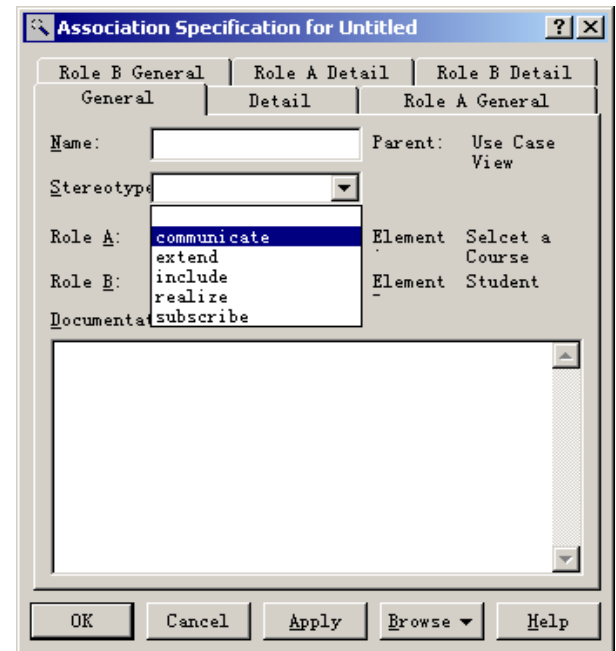 Association Specification for Untitled
Role B General Role A Detail Role B Detail
General Detail Role A General
Name: Parent: Use Case
View
Stereotype
communicate
Role A: Element Selcet a
extend Course
include
Role B: Element Student
realize
Documentat subscribe
OK Cancel Apply Browse Help